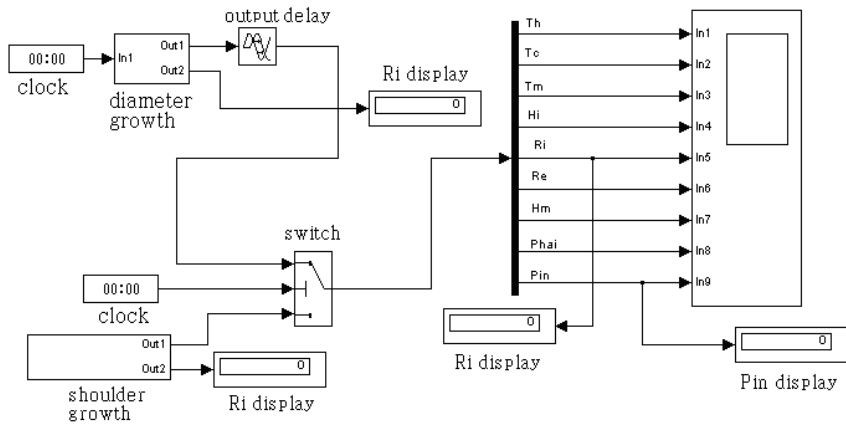 output delay
00:00
clock
In1
Out1
Out2
diameter
growth
Ri display
0
Th
Tc
Tm
Hi
Ri
Re
Hm
Phai
Pin
In1
In2
In3
In4
In5
In6
In7
In8
In9
switch
00:00
clock
Out1
Out2
shoulder
growth
0
Ri display
0
Ri display
0
Pin display